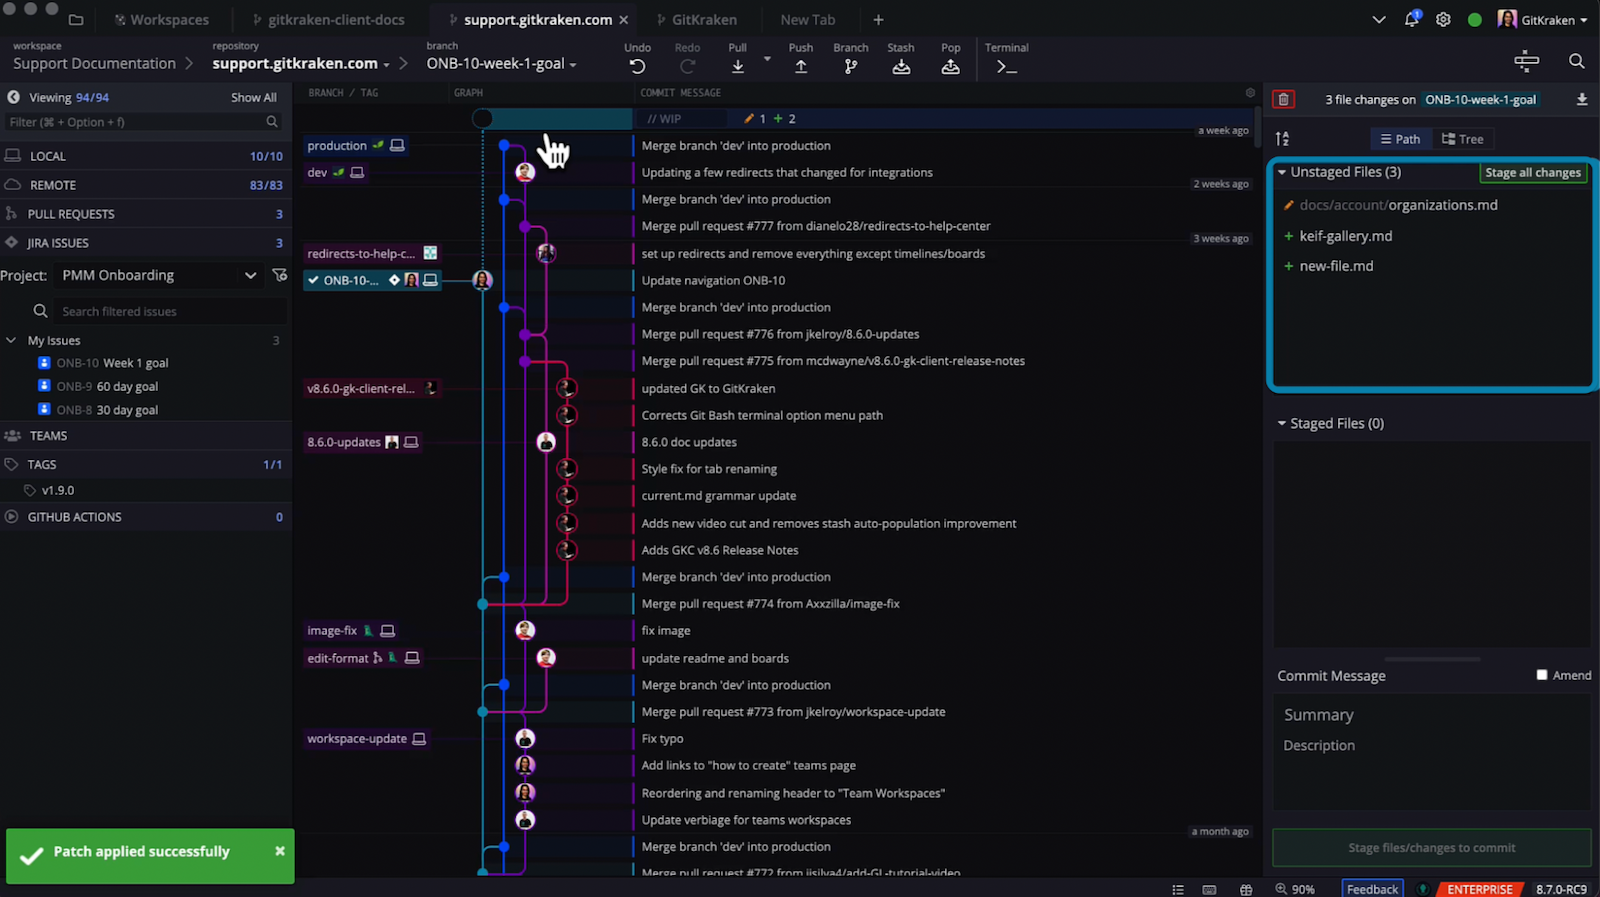 Workspaces
gitkraken-client-docs
support.gitkraken.com ×
GitKraken
New Tab
+
1
GitKraken
workspace
Support Documentation
repository
support.gitkraken.com
branch
ONB-10-week-1-goal
Undo
Redo
Pull
Push
Branch
Stash
Pop
Terminal
Viewing 94/94
Show All
Filter (⌘ + Option + f)
LOCAL 10/10
REMOTE 83/83
PULL REQUESTS 3
JIRA ISSUES 3
Project: PMM Onboarding
Search filtered issues
My Issues 3
ONB-10 Week 1 goal
ONB-9 60 day goal
ONB-8 30 day goal
TEAMS
TAGS 1/1
v1.9.0
GITHUB ACTIONS 0
Patch applied successfully ×
BRANCH / TAG GRAPH COMMIT MESSAGE
// WIP 1 + 2
a week ago
production Merge branch 'dev' into production
dev Updating a few redirects that changed for integrations
2 weeks ago
Merge branch 'dev' into production
Merge pull request #777 from dianelo28/redirects-to-help-center
3 weeks ago
redirects-to-help-c... set up redirects and remove everything except timelines/boards
ONB-10-... Update navigation ONB-10
Merge branch 'dev' into production
Merge pull request #776 from jkelroy/8.6.0-updates
Merge pull request #775 from mcdwayne/v8.6.0-gk-client-release-notes
v8.6.0-gk-client-rel... updated GK to GitKraken
Corrects Git Bash terminal option menu path
8.6.0-updates 8.6.0 doc updates
Style fix for tab renaming
current.md grammar update
Adds new video cut and removes stash auto-population improvement
Adds GKC v8.6 Release Notes
Merge branch 'dev' into production
Merge pull request #774 from Axxzilla/image-fix
image-fix fix image
edit-format update readme and boards
Merge branch 'dev' into production
Merge pull request #773 from jkelroy/workspace-update
workspace-update Fix typo
Add links to "how to create" teams page
Reordering and renaming header to "Team Workspaces"
Update verbiage for teams workspaces
a month ago
Merge branch 'dev' into production
Merge pull request #772 from jjsilva4/add-GL-tutorial-video
3 file changes on ONB-10-week-1-goal
Path
Tree
Unstaged Files (3)
Stage all changes
docs/account/organizations.md
+ keif-gallery.md
+ new-file.md
Staged Files (0)
Commit Message
Amend
Summary
Description
Stage files/changes to commit
90%
Feedback
ENTERPRISE
8.7.0-RC9